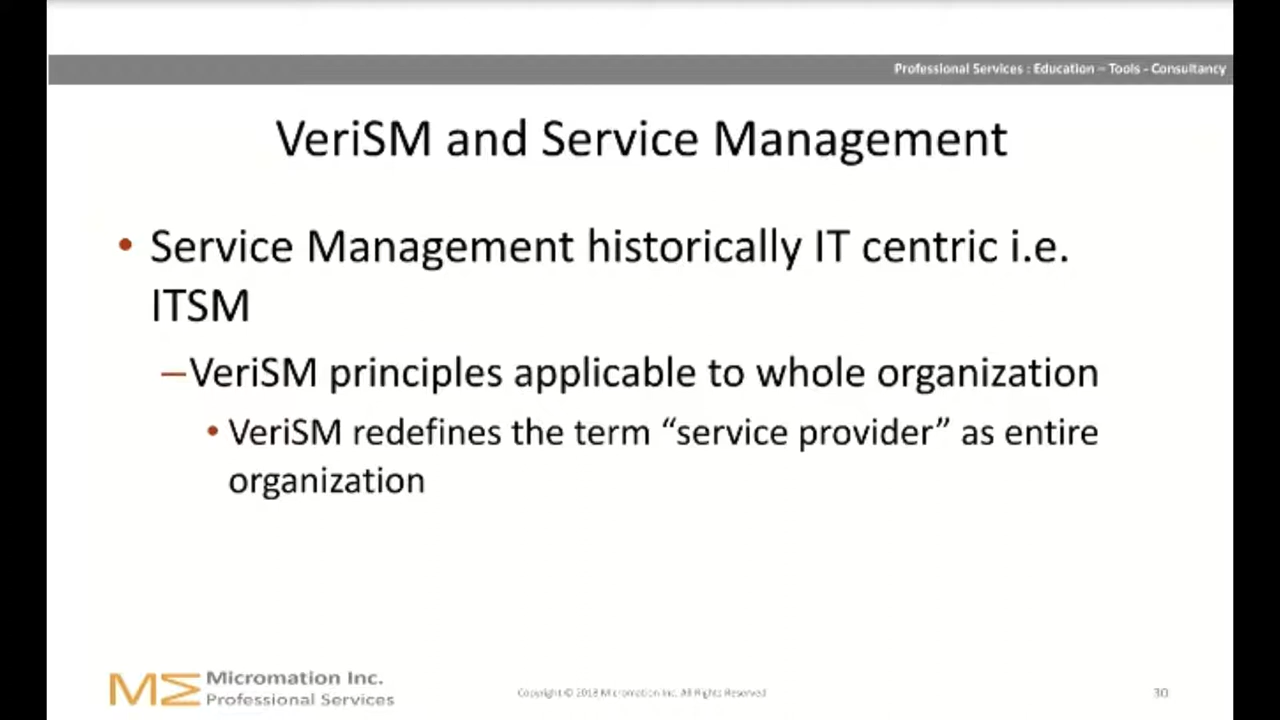 Professional Services : Education – Tools - Consultancy
VeriSM and Service Management
• Service Management historically IT centric i.e.
ITSM
–VeriSM principles applicable to whole organization
• VeriSM redefines the term “service provider” as entire
organization
Micromation Inc.
Professional Services
Copyright © 2018 Micromation Inc. All Rights Reserved
30